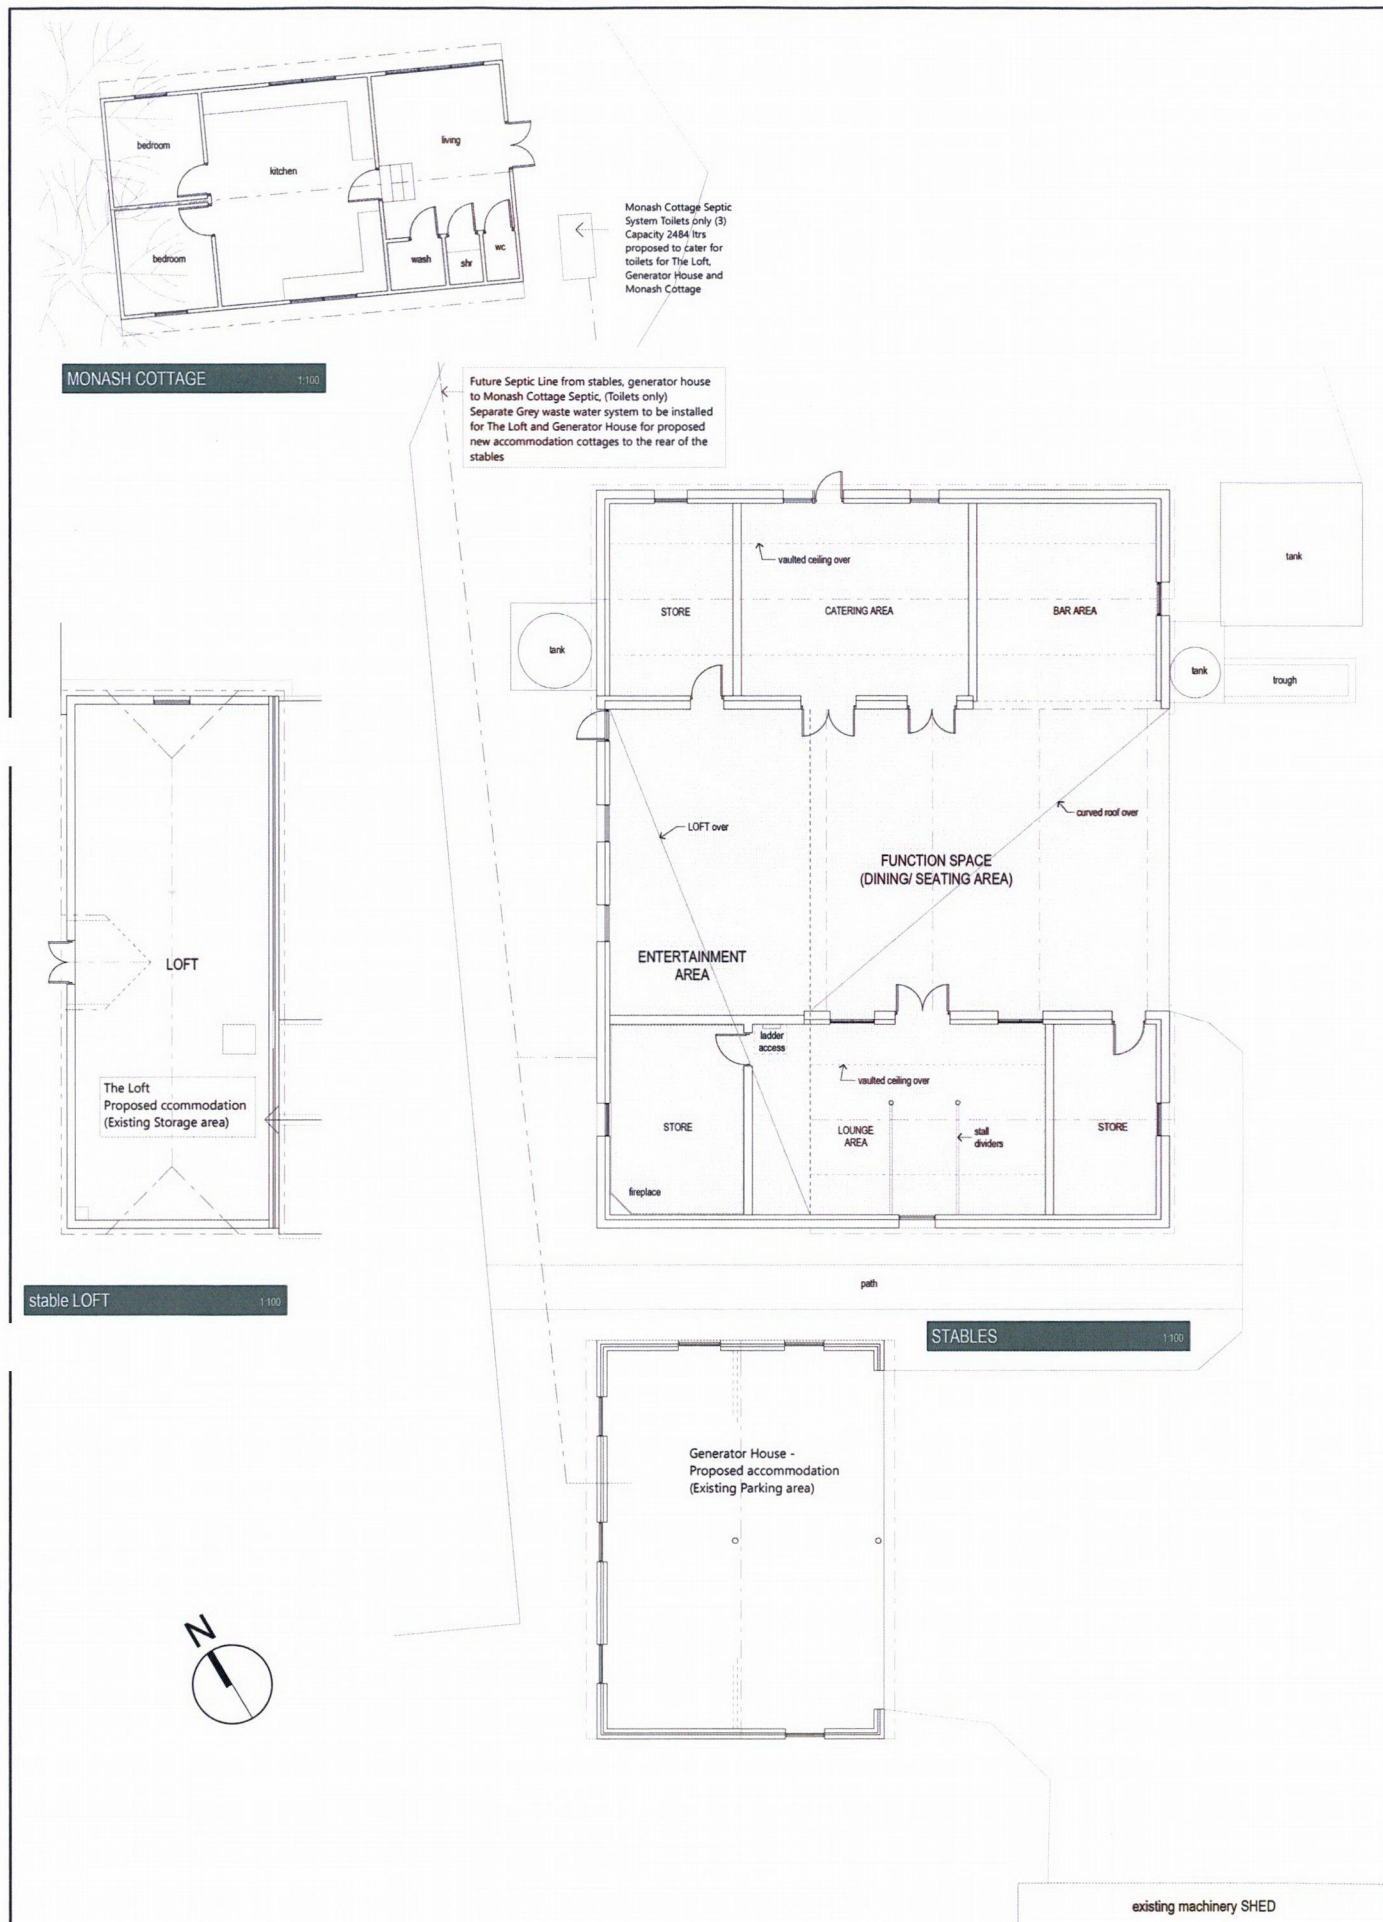 bedroom
kitchen
living
bedroom
wash
shr
wc
Monash Cottage Septic
System Toilets only (3)
Capacity 2484 ltrs
proposed to cater for
toilets for The Loft,
Generator House and
Monash Cottage
MONASH COTTAGE 1:100
Future Septic Line from stables, generator house
to Monash Cottage Septic, (Toilets only)
Separate Grey waste water system to be installed
for The Loft and Generator House for proposed
new accommodation cottages to the rear of the
stables
vaulted ceiling over
tank
STORE
CATERING AREA
BAR AREA
tank
tank
trough
LOFT over
curved roof over
FUNCTION SPACE
(DINING/ SEATING AREA)
ENTERTAINMENT
AREA
LOFT
The Loft
Proposed ccommodation
(Existing Storage area)
ladder
access
vaulted ceiling over
STORE
LOUNGE
AREA
stall
dividers
STORE
fireplace
path
stable LOFT 1:100
STABLES 1:100
Generator House -
Proposed accommodation
(Existing Parking area)
N
existing machinery SHED